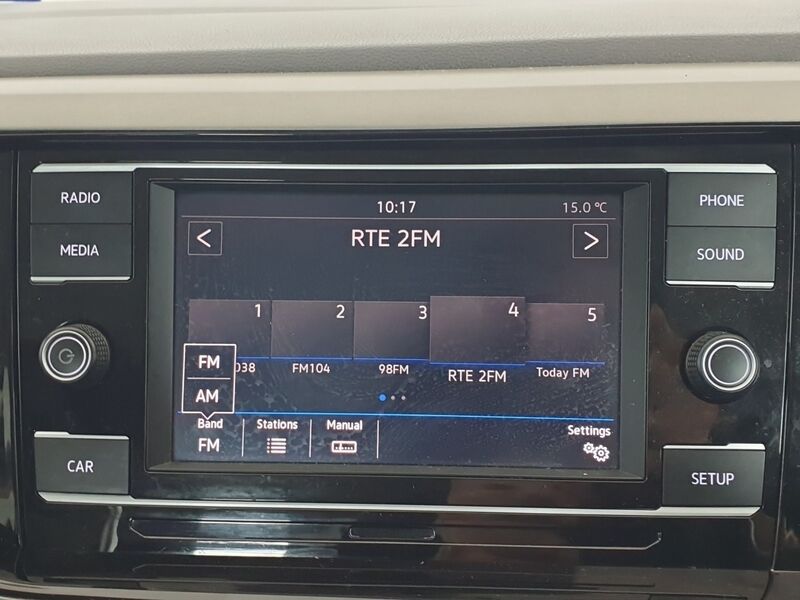 RADIO
MEDIA
CAR
10:17
15.0 °C
<
RTE 2FM
>
1
2
3
4
5
038
FM104
98FM
RTE 2FM
Today FM
FM
AM
Band
FM
Stations
Manual
Settings
PHONE
SOUND
SETUP